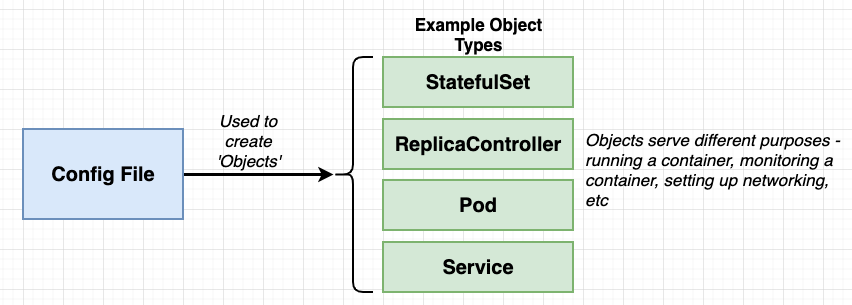 Example Object
Types
StatefulSet
Used to
create
'Objects'
ReplicaController
Objects serve different purposes -
running a container, monitoring a
container, setting up networking,
etc
Config File
Pod
Service